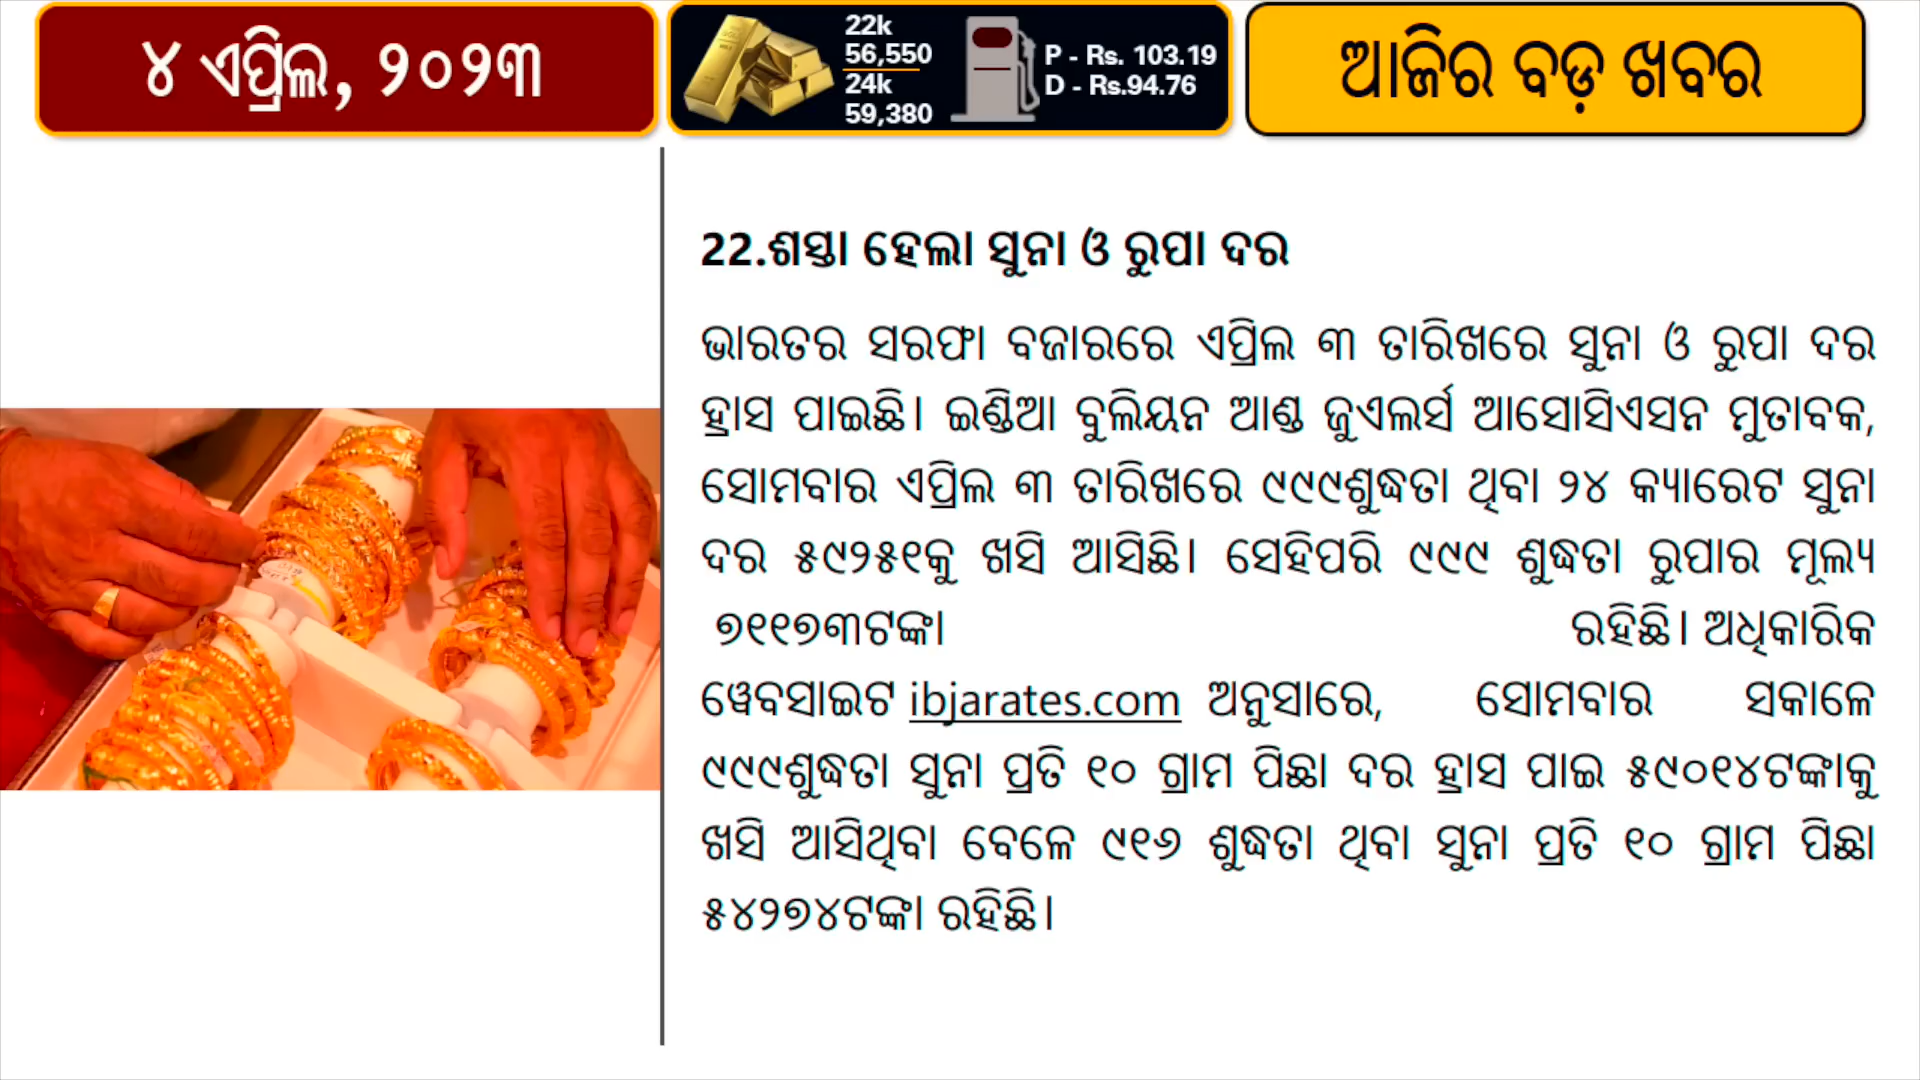 ୪ ଏପ୍ରିଲ, ୨୦୨୩
22k
56,550
24k
59,380
P - Rs. 103.19
D - Rs.94.76
ଆଜିର ବଡ଼ ଖବର
22.ଶସ୍ତା ହେଲା ସୁନା ଓ ରୁପା ଦର
ଭାରତର ସରଫା ବଜାରରେ ଏପ୍ରିଲ ୩ ତାରିଖରେ ସୁନା ଓ ରୁପା ଦର
ହ୍ରାସ ପାଇଛି। ଇଣ୍ଡିଆ ବୁଲିୟନ ଆଣ୍ଡ ଜୁଏଲର୍ସ ଆସୋସିଏସନ ମୁତାବକ,
ସୋମବାର ଏପ୍ରିଲ ୩ ତାରିଖରେ ୯୯୯ଶୁଦ୍ଧତା ଥିବା ୨୪ କ୍ୟାରେଟ ସୁନା
ଦର ୫୯୨୫୧କୁ ଖସି ଆସିଛି। ସେହିପରି ୯୯୯ ଶୁଦ୍ଧତା ରୁପାର ମୂଲ୍ୟ
୭୧୧୭୩ଟଙ୍କା ରହିଛି। ଅଧିକାରିକ
ୱେବସାଇଟ ibjarates.com ଅନୁସାରେ, ସୋମବାର ସକାଳେ
୯୯୯ଶୁଦ୍ଧତା ସୁନା ପ୍ରତି ୧୦ ଗ୍ରାମ ପିଛା ଦର ହ୍ରାସ ପାଇ ୫୯୦୧୪ଟଙ୍କାକୁ
ଖସି ଆସିଥିବା ବେଳେ ୯୧୬ ଶୁଦ୍ଧତା ଥିବା ସୁନା ପ୍ରତି ୧୦ ଗ୍ରାମ ପିଛା
୫୪୨୭୪ଟଙ୍କା ରହିଛି।